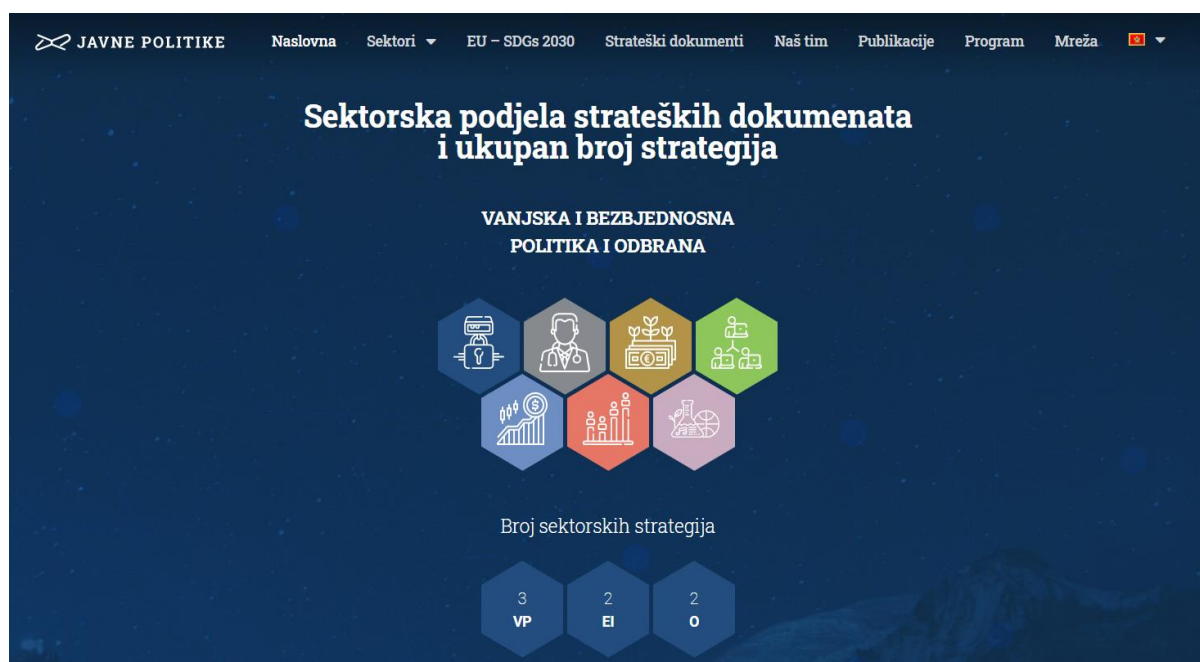 JAVNE POLITIKE Naslovna Sektori EU – SDGs 2030 Strateški dokumenti Naš tim Publikacije Program Mreža
Sektorska podjela strateških dokumenata
i ukupan broj strategija
VANJSKA I BEZBJEDNOSNA
POLITIKA I ODBRANA
Broj sektorskih strategija
3 2 2
VP EI O